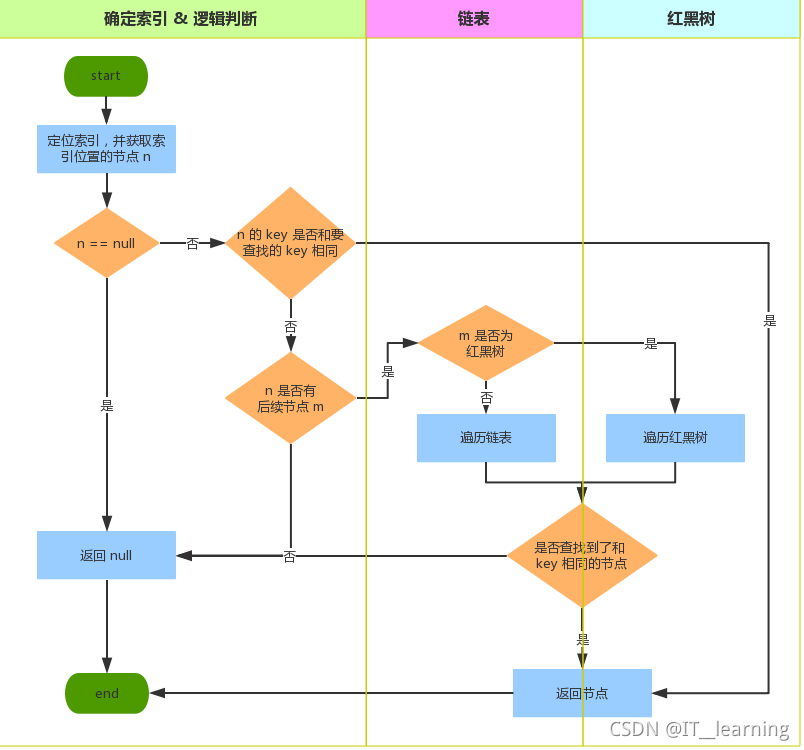 确定索引 & 逻辑判断
链表
红黑树
start
定位索引，并获取索
引位置的节点 n
n == null
否
n 的 key 是否和要
查找的 key 相同
是
否
m 是否为
红黑树
是
是
n 是否有
后续节点 m
否
是
遍历链表
遍历红黑树
返回 null
否
是否查找到了和
key 相同的节点
是
end
返回节点
CSDN @IT__learning